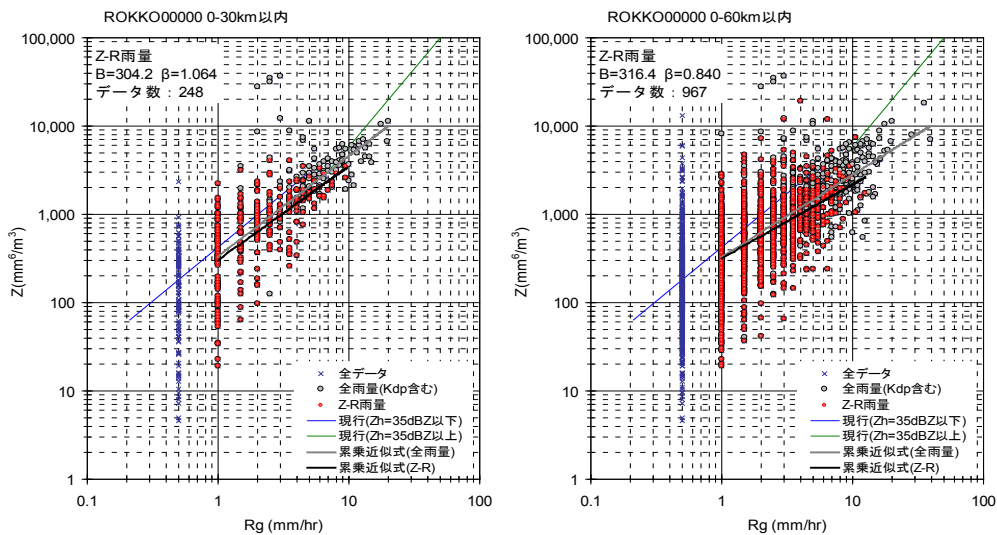 ROKKO00000 0-30km以内
Z-R雨量
B=304.2 β=1.064
データ数：248
100,000
10,000
1,000
100
10
1
Z(mm⁶/m³)
0.1
1
10
100
Rg (mm/hr)
全データ
全雨量(Kdp含む)
Z-R雨量
現行(Zh=35dBZ以下)
現行(Zh=35dBZ以上)
累乗近似式(全雨量)
累乗近似式(Z-R)
ROKKO00000 0-60km以内
Z-R雨量
B=316.4 β=0.840
データ数：967
100,000
10,000
1,000
100
10
1
Z(mm⁶/m³)
0.1
1
10
100
Rg (mm/hr)
全データ
全雨量(Kdp含む)
Z-R雨量
現行(Zh=35dBZ以下)
現行(Zh=35dBZ以上)
累乗近似式(全雨量)
累乗近似式(Z-R)